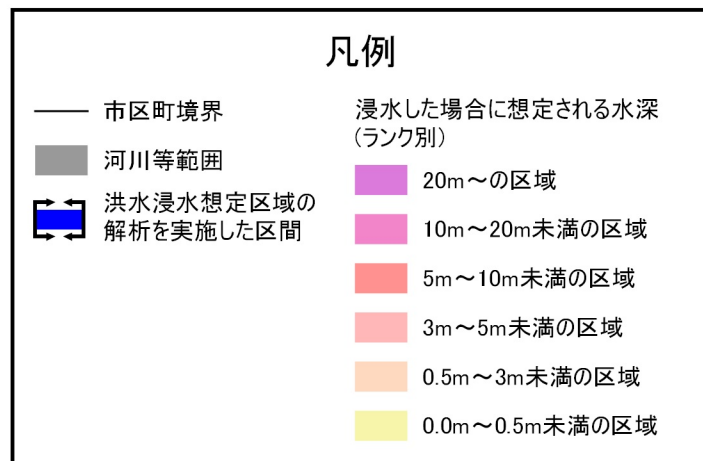 凡例
市区町境界
河川等範囲
洪水浸水想定区域の
解析を実施した区間
浸水した場合に想定される水深
(ランク別)
20m～の区域
10m～20m未満の区域
5m～10m未満の区域
3m～5m未満の区域
0.5m～3m未満の区域
0.0m～0.5m未満の区域